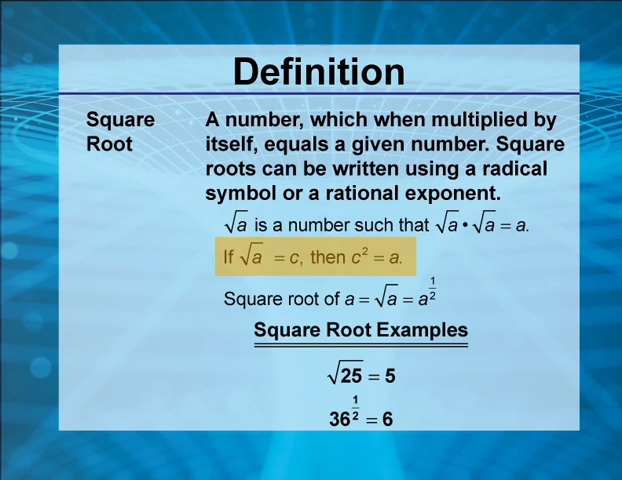 Definition
Square
Root
A number, which when multiplied by
itself, equals a given number. Square
roots can be written using a radical
symbol or a rational exponent.
√a is a number such that √a • √a = a.
If √a = c, then c² = a.
Square root of a = √a = a^(1/2)
Square Root Examples
√25 = 5
36^(1/2) = 6